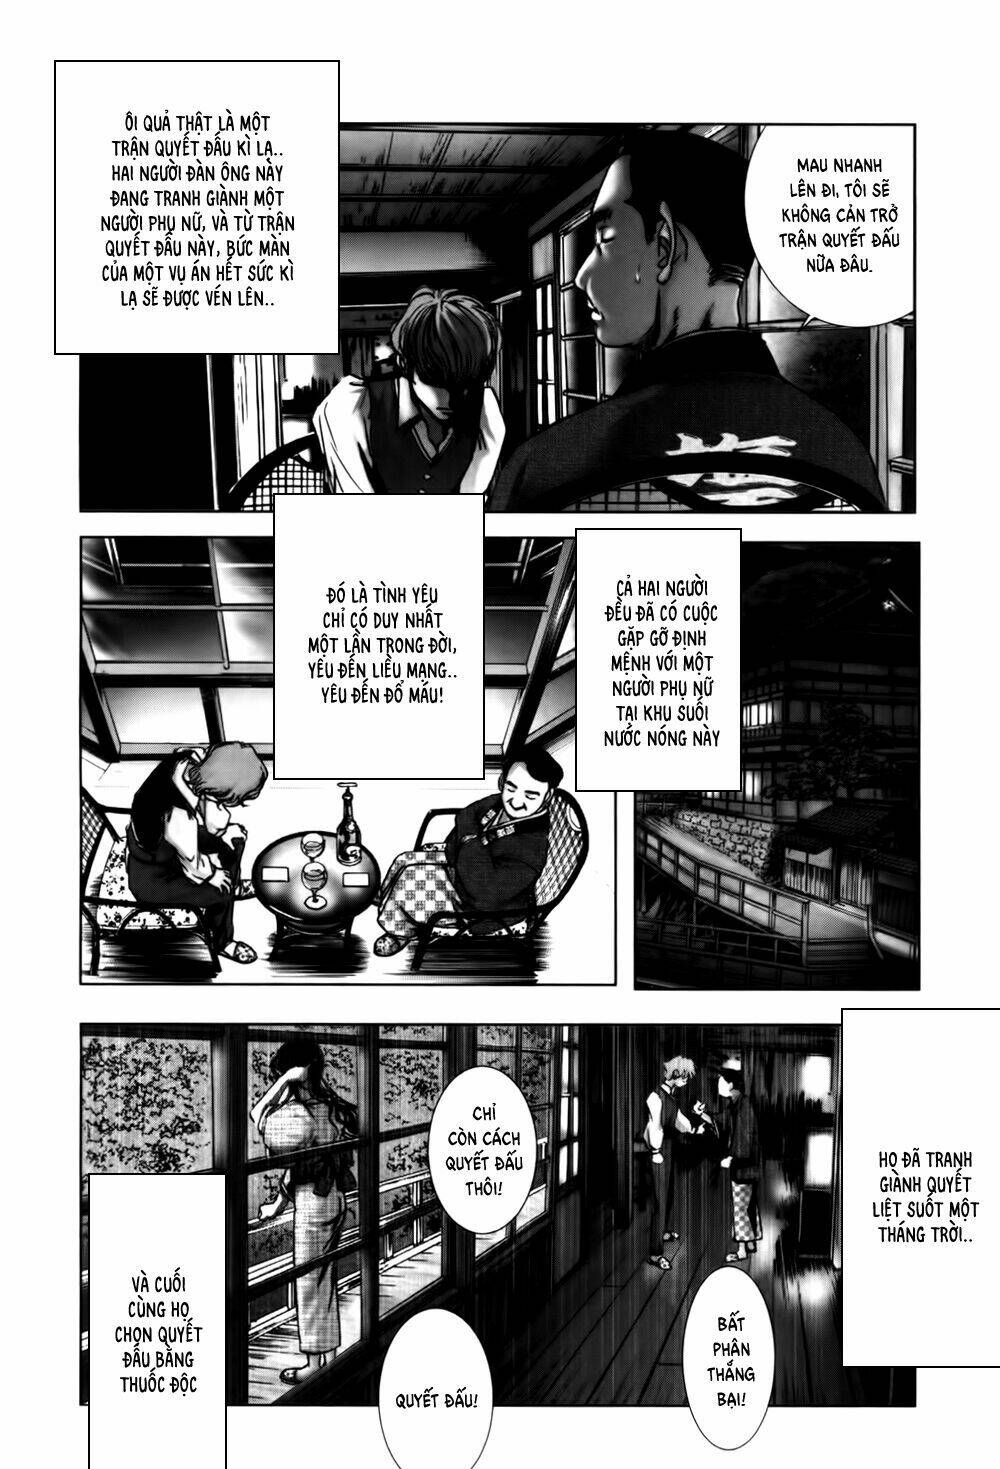 ÔI QUẢ THẬT LÀ MỘT
TRẬN QUYẾT ĐẤU KÌ LẠ..
HAI NGƯỜI ĐÀN ÔNG NÀY
ĐANG TRANH GIÀNH MỘT
NGƯỜI PHỤ NỮ, VÀ TỪ TRẬN
QUYẾT ĐẤU NÀY, BỨC MÀN
CỦA MỘT VỤ ÁN HẾT SỨC KÌ
LẠ SẼ ĐƯỢC VÉN LÊN..
MAU NHANH
LÊN ĐI, TÔI SẼ
KHÔNG CẢN TRỞ
TRẬN QUYẾT ĐẤU
NỮA ĐÂU.
ĐÓ LÀ TÌNH YÊU
CHỈ CÓ DUY NHẤT
MỘT LẦN TRONG ĐỜI,
YÊU ĐẾN LIỀU MẠNG..
YÊU ĐẾN ĐỔ MÁU!
CẢ HAI NGƯỜI
ĐỀU ĐÃ CÓ CUỘC
GẶP GỠ ĐỊNH
MỆNH VỚI MỘT
NGƯỜI PHỤ NỮ
TẠI KHU SUỐI
NƯỚC NÓNG NÀY
HỌ ĐÃ TRANH
GIÀNH QUYẾT
LIỆT SUỐT MỘT
THÁNG TRỜI..
CHỈ
CÒN CÁCH
QUYẾT ĐẤU
THÔI!
BẤT
PHÂN
THẮNG
BẠI!
QUYẾT ĐẤU!
VÀ CUỐI
CÙNG HỌ
CHỌN QUYẾT
ĐẤU BẰNG
THUỐC ĐỘC